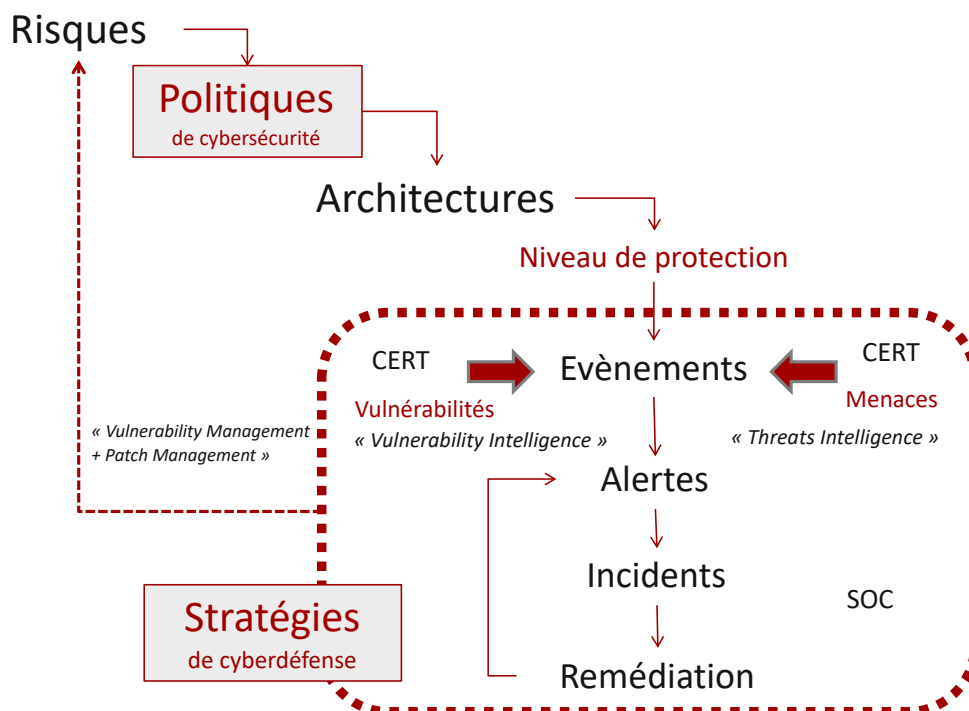 Risques
Politiques
de cybersécurité
Architectures
Niveau de protection
CERT
Evènements
CERT
Vulnérabilités
Menaces
« Vulnerability Management
+ Patch Management »
« Vulnerability Intelligence »
« Threats Intelligence »
Alertes
Incidents
SOC
Stratégies
de cyberdéfense
Remédiation